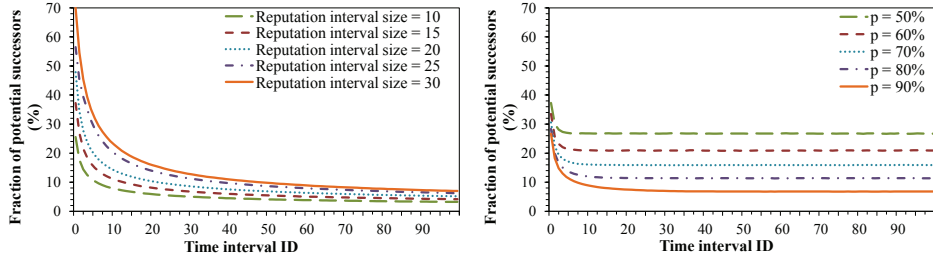 Fraction of potential successors
(%)
70
60
50
40
30
20
10
0
Reputation interval size = 10
Reputation interval size = 15
Reputation interval size = 20
Reputation interval size = 25
Reputation interval size = 30
0 10 20 30 40 50 60 70 80 90
Time interval ID
Fraction of potential successors
(%)
70
60
50
40
30
20
10
0
p = 50%
p = 60%
p = 70%
p = 80%
p = 90%
0 10 20 30 40 50 60 70 80 90
Time interval ID